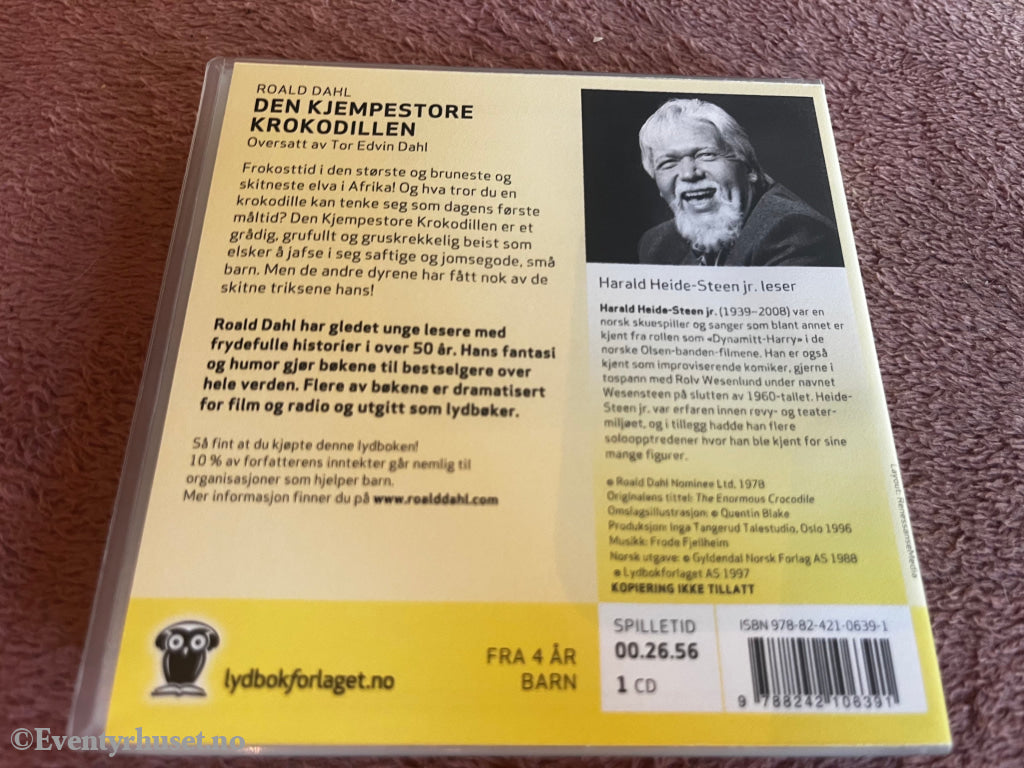 ROALD DAHL
DEN KJEMPESTORE
KROKODILLEN
Oversatt av Tor Edvin Dahl
Frokosttid i den største og bruneste og
skitneste elva i Afrika! Og hva tror du en
krokodille kan tenke seg som dagens første
måltid? Den Kjempestore Krokodillen er et
grådig, grufullt og gruskrekkelig beist som
elsker å jafse i seg saftige og jomsegode, små
barn. Men de andre dyrene har fått nok av de
skitne triksene hans!
Roald Dahl har gledet unge lesere med
frydefulle historier i over 50 år. Hans fantasi
og humor gjør bøkene til bestselgere over
hele verden. Flere av bøkene er dramatisert
for film og radio og utgitt som lydbøker.
Så fint at du kjøpte denne lydboken!
10 % av forfatterens inntekter går nemlig til
organisasjoner som hjelper barn.
Mer informasjon finner du på www.roalddahl.com
Harald Heide-Steen jr. leser
Harald Heide-Steen jr. (1939–2008) var en
norsk skuespiller og sanger som blant annet er
kjent fra rollen som «Dynamitt-Harry» i de
norske Olsen-banden-filmene. Han er også
kjent som improviserende komiker, gjerne i
tospann med Rolv Wesenlund under navnet
Wesensteen på slutten av 1960-tallet. Heide-
Steen jr. var erfaren innen revy- og teater-
miljøet, og i tillegg hadde han flere
soloopptredener hvor han ble kjent for sine
mange figurer.
© Roald Dahl Nominee Ltd. 1978
Originalens tittel: The Enormous Crocodile
Omslagsillustrasjon: © Quentin Blake
Produksjon: Inga Tangerud Talestudio, Oslo 1996
Musikk: Frode Fjellheim
Norsk utgave: © Gyldendal Norsk Forlag AS 1988
℗ Lydbokforlaget AS 1997
KOPIERING IKKE TILLATT
Layout: RenessanseMedia
lydbokforlaget.no
FRA 4 ÅR
BARN
SPILLETID
00.26.56
1 CD
ISBN 978-82-421-0639-1
9 788242 106391
©Eventyrhuset.no